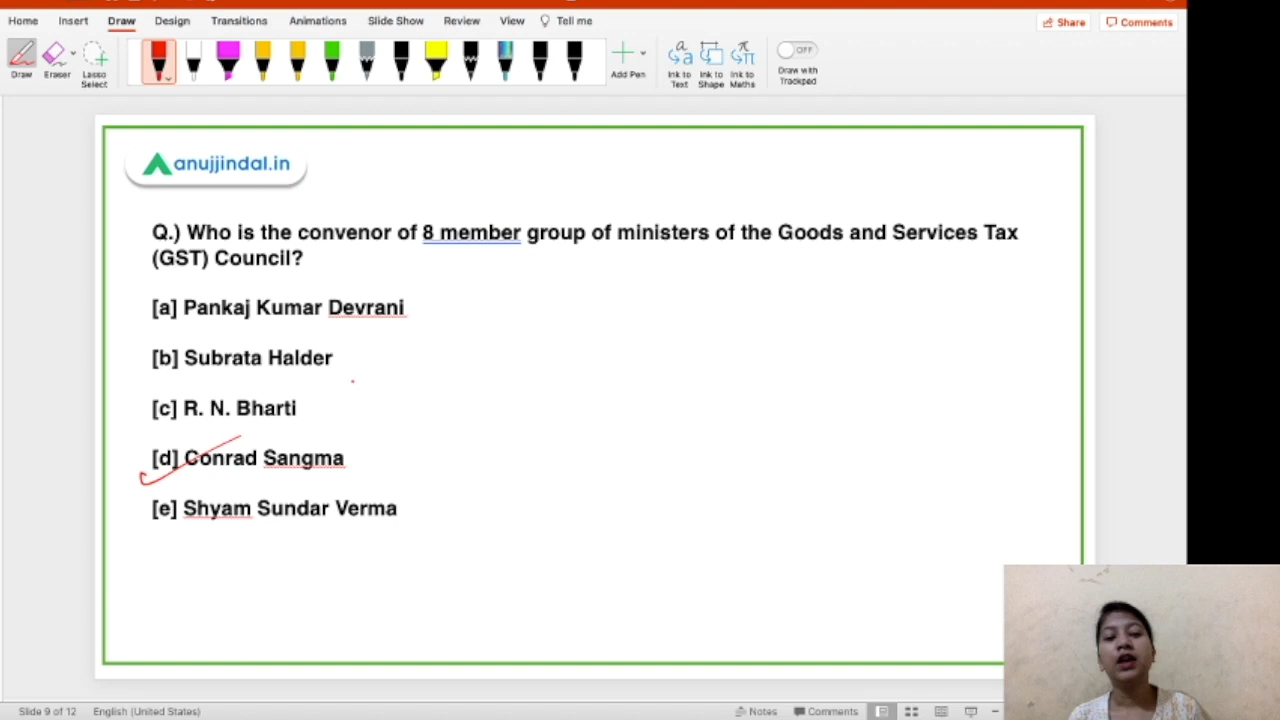 Home Insert Draw Design Transitions Animations Slide Show Review View Tell me Share Comments
Draw Eraser Lasso Select Add Pen Ink to Text Ink to Shape Ink to Maths OFF Draw with Trackpad
anujjindal.in
Q.) Who is the convenor of 8 member group of ministers of the Goods and Services Tax
(GST) Council?
[a] Pankaj Kumar Devrani
[b] Subrata Halder
[c] R. N. Bharti
[d] Conrad Sangma
[e] Shyam Sundar Verma
Slide 9 of 12 English (United States) Notes Comments